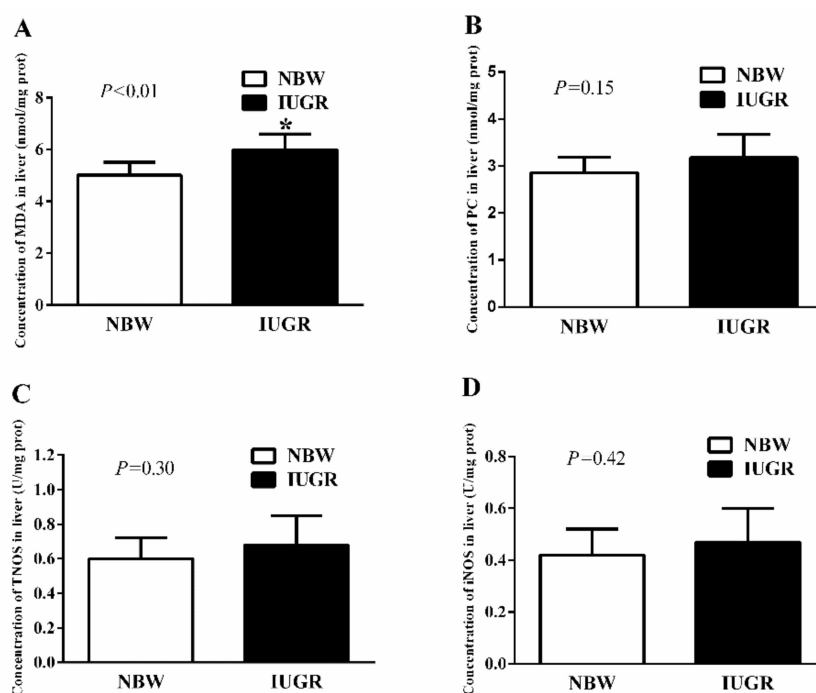 A
Concentration of MDA in liver (nmol/mg prot)
8
6
4
2
0
P<0.01
NBW
IUGR
*
NBW
IUGR
B
Concentration of PC in liver (nmol/mg prot)
5
4
3
2
1
0
P=0.15
NBW
IUGR
NBW
IUGR
C
Concentration of TNOS in liver (U/mg prot)
1.2
1.0
0.8
0.6
0.4
0.2
0.0
P=0.30
NBW
IUGR
NBW
IUGR
D
Concentration of iNOS in liver (U/mg prot)
0.8
0.6
0.4
0.2
0.0
P=0.42
NBW
IUGR
NBW
IUGR